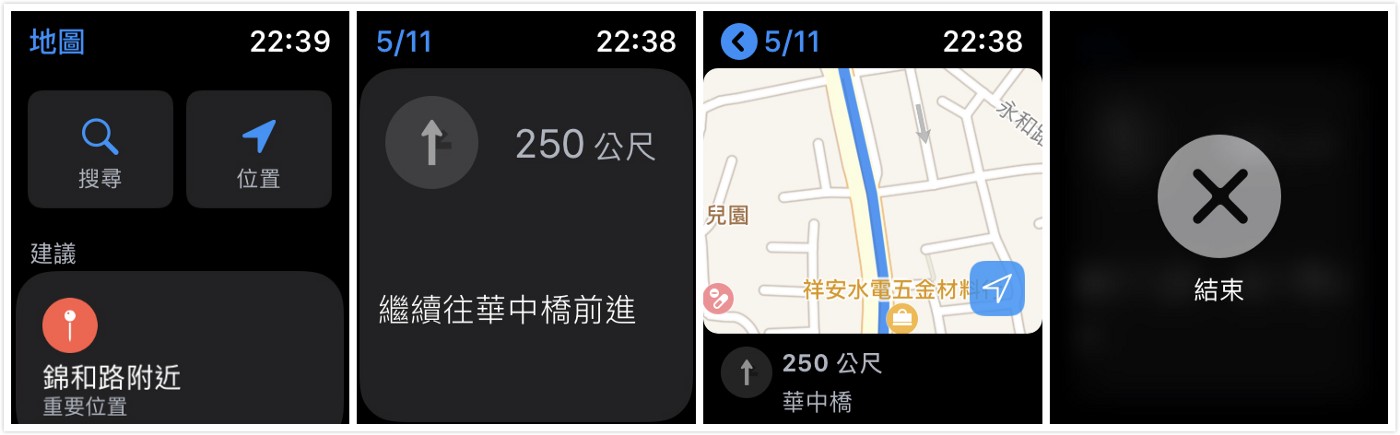 地圖 22:39
搜尋 位置
建議
錦和路附近
重要位置
5/11 22:38
250 公尺
繼續往華中橋前進
5/11 22:38
永和路
兒園
祥安水電五金材料
250 公尺
華中橋
結束